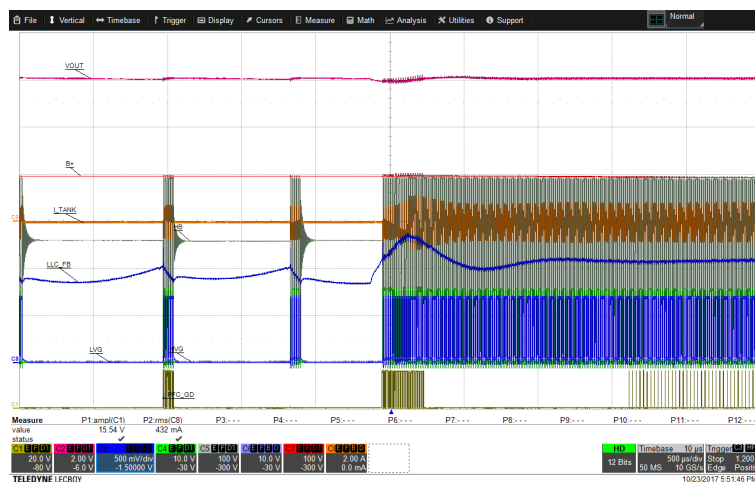 File Vertical Timebase Trigger Display Cursors Measure Math Analysis Utilities Support Normal
VOUT
B+
C8
I_TANK
HB
LLC_FB
LVG HVG
C6
PFC_GD
C1
Measure P1:ampl(C1) P2:rms(C8) P3:--- P4:--- P5:--- P6:--- P7:--- P8:--- P9:--- P10:--- P11:--- P12:---
value 15.54 V 432 mA
status ✓ ✓
HD Timebase 10 µs Trigger
20.0 V 2.00 V 500 mV/div 10.0 V 100 V 10.0 V 100 V 2.00 A 12 Bits 500 µs/div Stop 1.200
-80 V -6.0 V -1.50000 V -30 V -300 V -30 V -300 V 0.0 mA 50 MS 10 GS/s Edge Positi
TELEDYNE LECROY 10/23/2017 5:51:46 PM